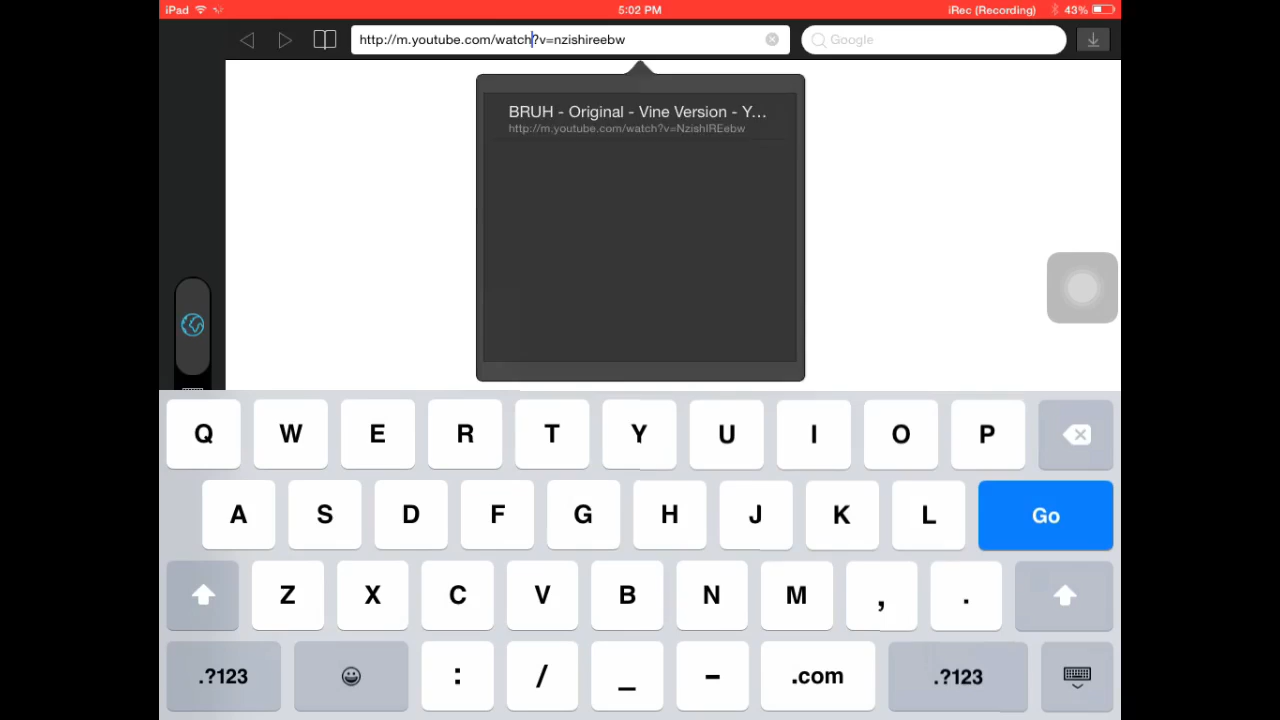 iPad 5:02 PM iRec (Recording) 43%
http://m.youtube.com/watch?v=nzishireebw Google
BRUH - Original - Vine Version - Y...
http://m.youtube.com/watch?v=NzishIREebw
Q W E R T Y U I O P
A S D F G H J K L Go
Z X C V B N M , .
.?123 : / _ - .com .?123